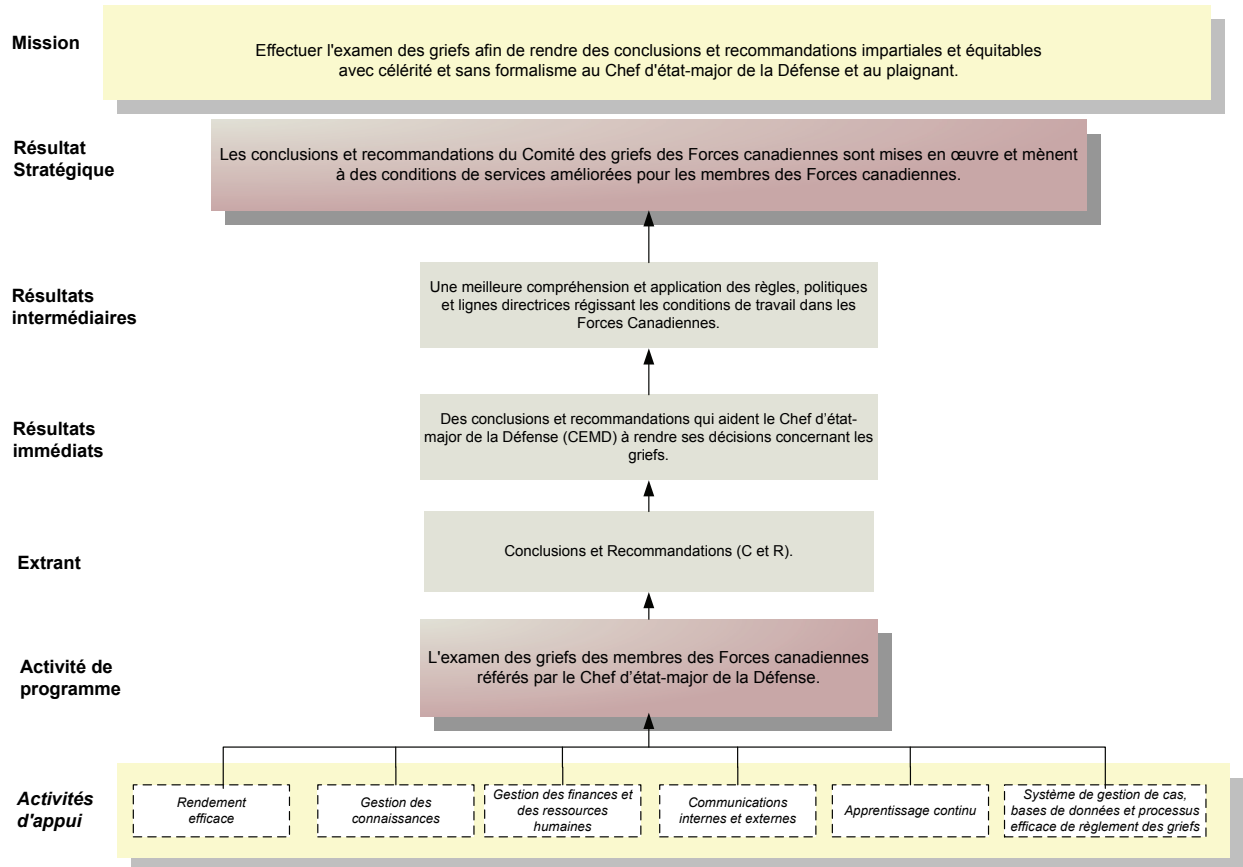 Mission
Effectuer l'examen des griefs afin de rendre des conclusions et recommandations impartiales et équitables
avec célérité et sans formalisme au Chef d'état-major de la Défense et au plaignant.
Résultat
Stratégique
Les conclusions et recommandations du Comité des griefs des Forces canadiennes sont mises en œuvre et mènent
à des conditions de services améliorées pour les membres des Forces canadiennes.
Résultats
intermédiaires
Une meilleure compréhension et application des règles, politiques
et lignes directrices régissant les conditions de travail dans les
Forces Canadiennes.
Résultats
immédiats
Des conclusions et recommandations qui aident le Chef d’état-
major de la Défense (CEMD) à rendre ses décisions concernant les
griefs.
Extrant
Conclusions et Recommandations (C et R).
Activité de
programme
L'examen des griefs des membres des Forces canadiennes
référés par le Chef d’état-major de la Défense.
Activités
d'appui
Rendement
efficace
Gestion des
connaissances
Gestion des finances et
des ressources
humaines
Communications
internes et externes
Apprentissage continu
Système de gestion de cas,
bases de données et processus
efficace de règlement des griefs